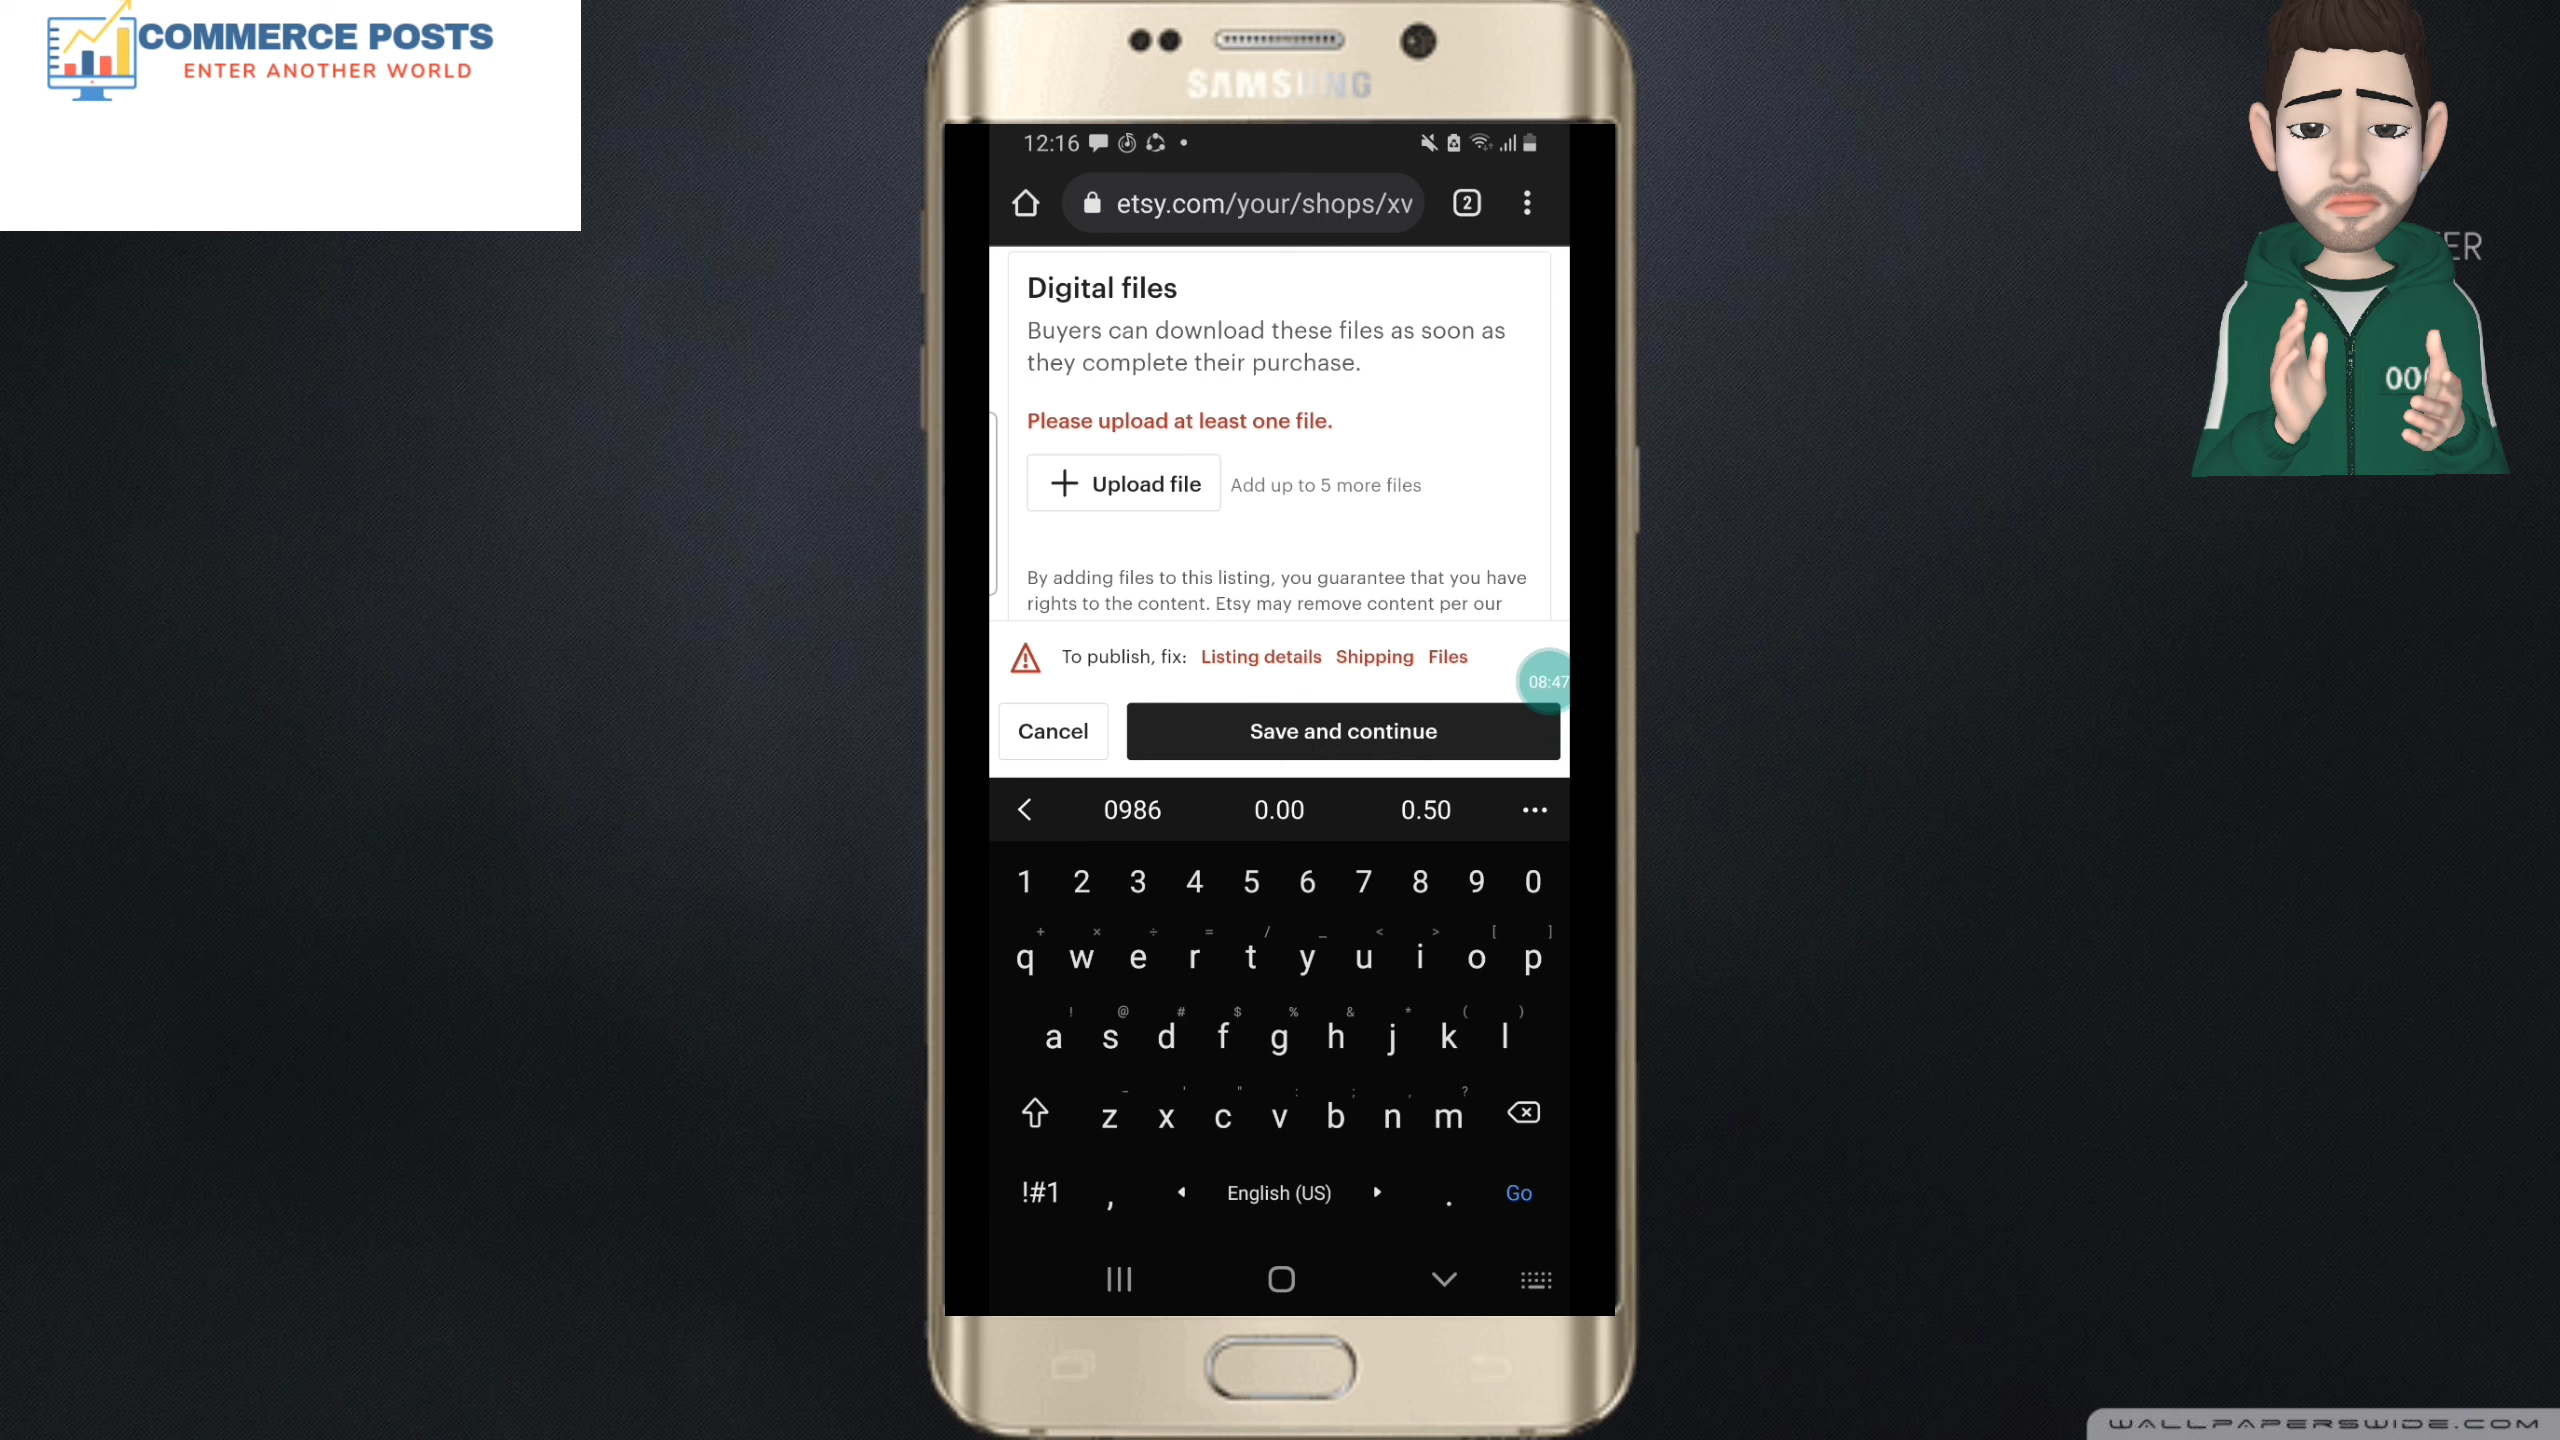 COMMERCE POSTS
ENTER ANOTHER WORLD
SAMSUNG
12:16
etsy.com/your/shops/xv
2
Digital files
Buyers can download these files as soon as
they complete their purchase.
Please upload at least one file.
Upload file
Add up to 5 more files
By adding files to this listing, you guarantee that you have
rights to the content. Etsy may remove content per our
To publish, fix: Listing details Shipping Files
08:47
Cancel
Save and continue
0986 0.00 0.50
1 2 3 4 5 6 7 8 9 0
+ × ÷ = / _ < > [ ]
q w e r t y u i o p
! @ # $ % & * ( )
a s d f g h j k l
- ' " : ; , ?
z x c v b n m
!#1 , English (US) . Go
ER
00
WALLPAPERSWIDE.COM